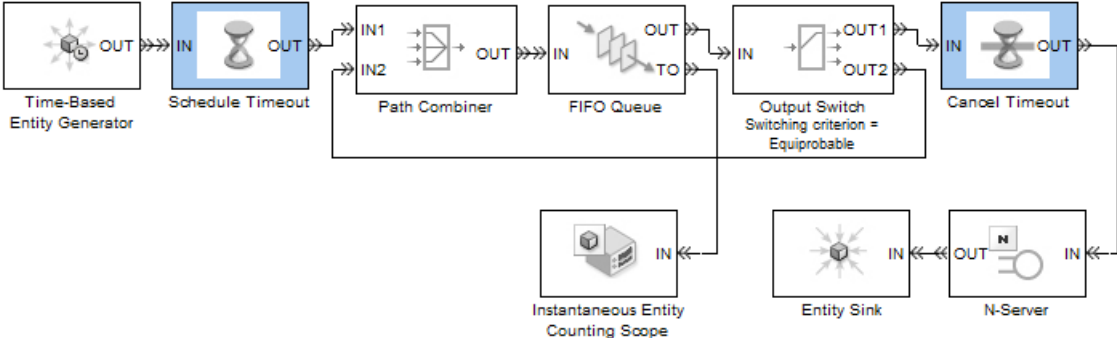 OUT
IN
OUT
IN1
IN2
OUT
IN
OUT
TO
IN
OUT1
OUT2
IN
OUT
Time-Based
Entity Generator
Schedule Timeout
Path Combiner
FIFO Queue
Output Switch
Switching criterion =
Equiprobable
Cancel Timeout
IN
IN
OUT
N
IN
Instantaneous Entity
Counting Scope
Entity Sink
N-Server